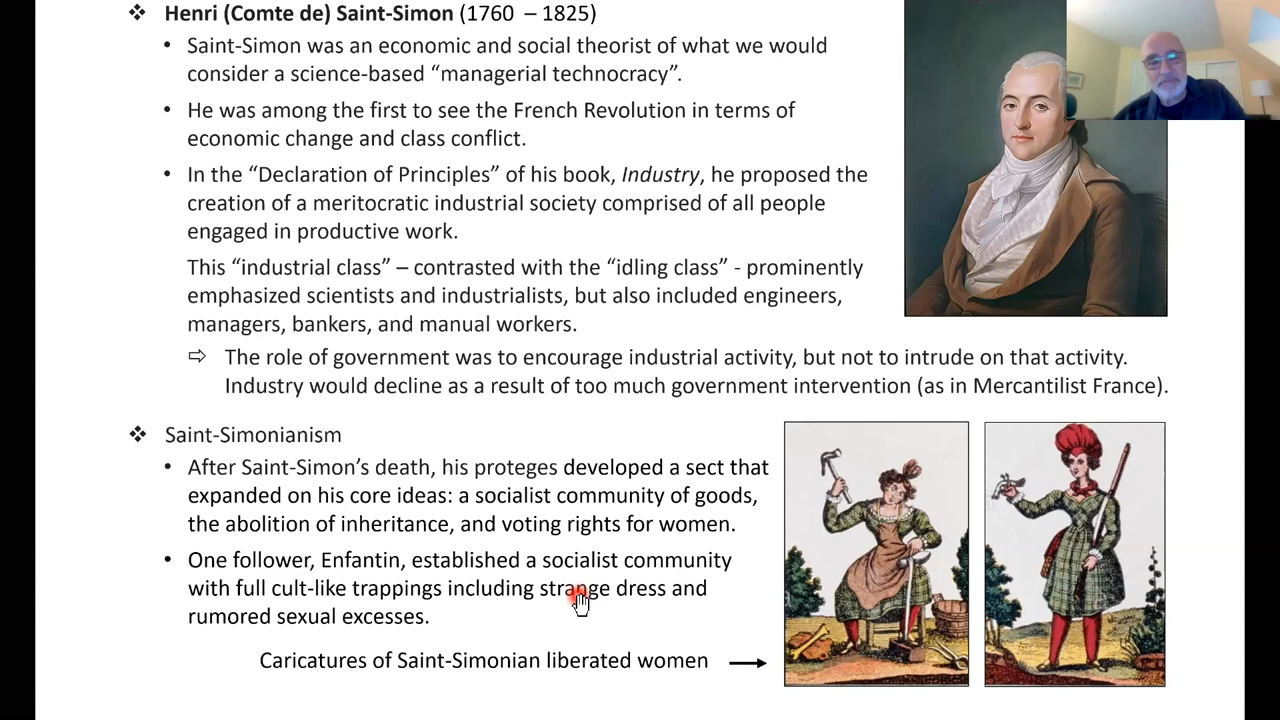 ❖ Henri (Comte de) Saint-Simon (1760 – 1825)
• Saint-Simon was an economic and social theorist of what we would
consider a science-based “managerial technocracy”.
• He was among the first to see the French Revolution in terms of
economic change and class conflict.
• In the “Declaration of Principles” of his book, Industry, he proposed the
creation of a meritocratic industrial society comprised of all people
engaged in productive work.
This “industrial class” – contrasted with the “idling class” - prominently
emphasized scientists and industrialists, but also included engineers,
managers, bankers, and manual workers.
⇨ The role of government was to encourage industrial activity, but not to intrude on that activity.
Industry would decline as a result of too much government intervention (as in Mercantilist France).
❖ Saint-Simonianism
• After Saint-Simon’s death, his proteges developed a sect that
expanded on his core ideas: a socialist community of goods,
the abolition of inheritance, and voting rights for women.
• One follower, Enfantin, established a socialist community
with full cult-like trappings including strange dress and
rumored sexual excesses.
Caricatures of Saint-Simonian liberated women